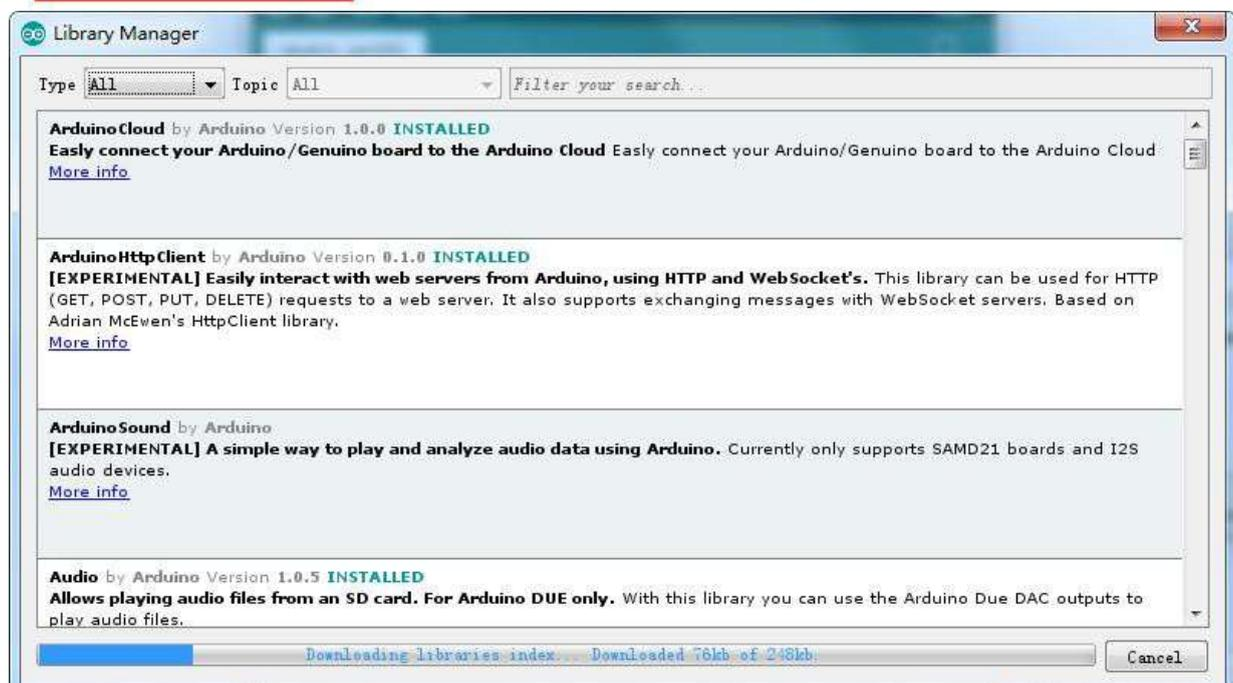 Library Manager
Type All Topic All Filter your search...
ArduinoCloud by Arduino Version 1.0.0 INSTALLED
Easly connect your Arduino/Genuino board to the Arduino Cloud Easly connect your Arduino/Genuino board to the Arduino Cloud
More info
ArduinoHttpClient by Arduino Version 0.1.0 INSTALLED
[EXPERIMENTAL] Easily interact with web servers from Arduino, using HTTP and WebSocket's. This library can be used for HTTP
(GET, POST, PUT, DELETE) requests to a web server. It also supports exchanging messages with WebSocket servers. Based on
Adrian McEwen's HttpClient library.
More info
ArduinoSound by Arduino
[EXPERIMENTAL] A simple way to play and analyze audio data using Arduino. Currently only supports SAMD21 boards and I2S
audio devices.
More info
Audio by Arduino Version 1.0.5 INSTALLED
Allows playing audio files from an SD card. For Arduino DUE only. With this library you can use the Arduino Due DAC outputs to
play audio files.
Downloading libraries index... Downloaded 76kb of 248kb.
Cancel